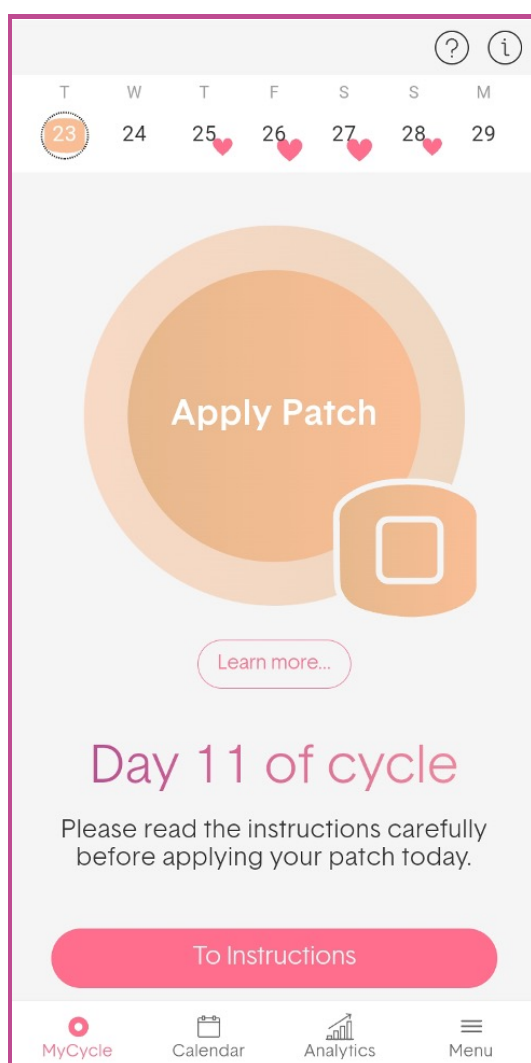 ? i
T W T F S S M
23 24 25 26 27 28 29
Apply Patch
Learn more...
Day 11 of cycle
Please read the instructions carefully
before applying your patch today.
To Instructions
MyCycle Calendar Analytics Menu